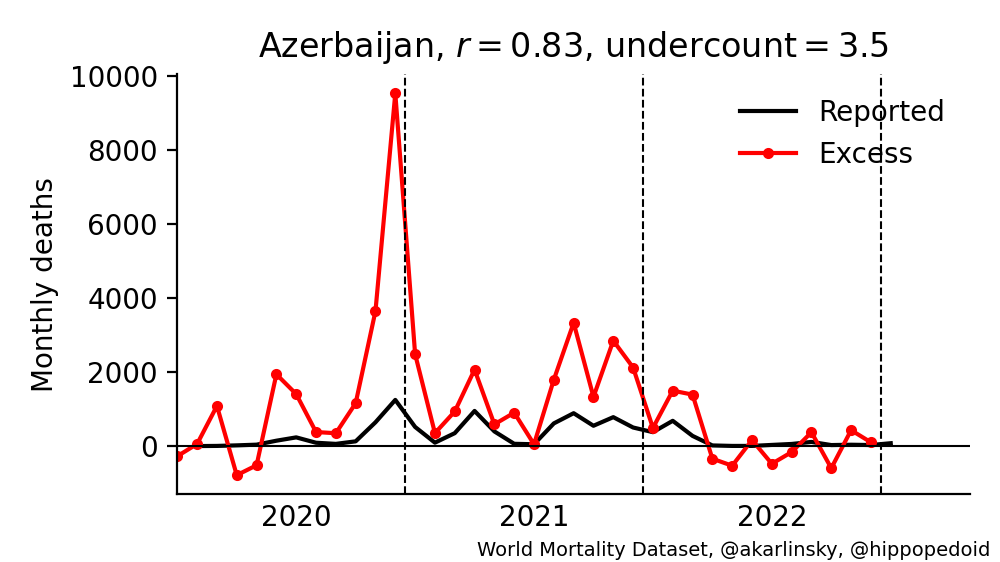 Azerbaijan, r = 0.83, undercount = 3.5
10000
8000
6000
4000
2000
0
Monthly deaths
Reported
Excess
2020 2021 2022
World Mortality Dataset, @akarlinsky, @hippopedoid